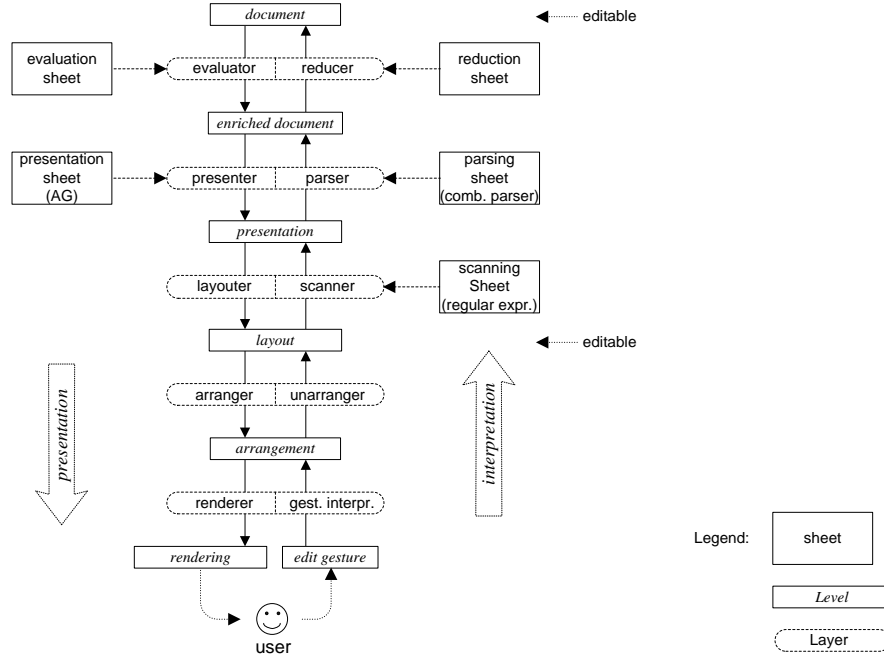 document
editable
evaluation
sheet
evaluator
reducer
reduction
sheet
enriched document
presentation
sheet
(AG)
presenter
parser
parsing
sheet
(comb. parser)
presentation
layouter
scanner
scanning
Sheet
(regular expr.)
layout
editable
presentation
arranger
unarranger
interpretation
arrangement
renderer
gest. interpr.
rendering
edit gesture
user
Legend:
sheet
Level
Layer